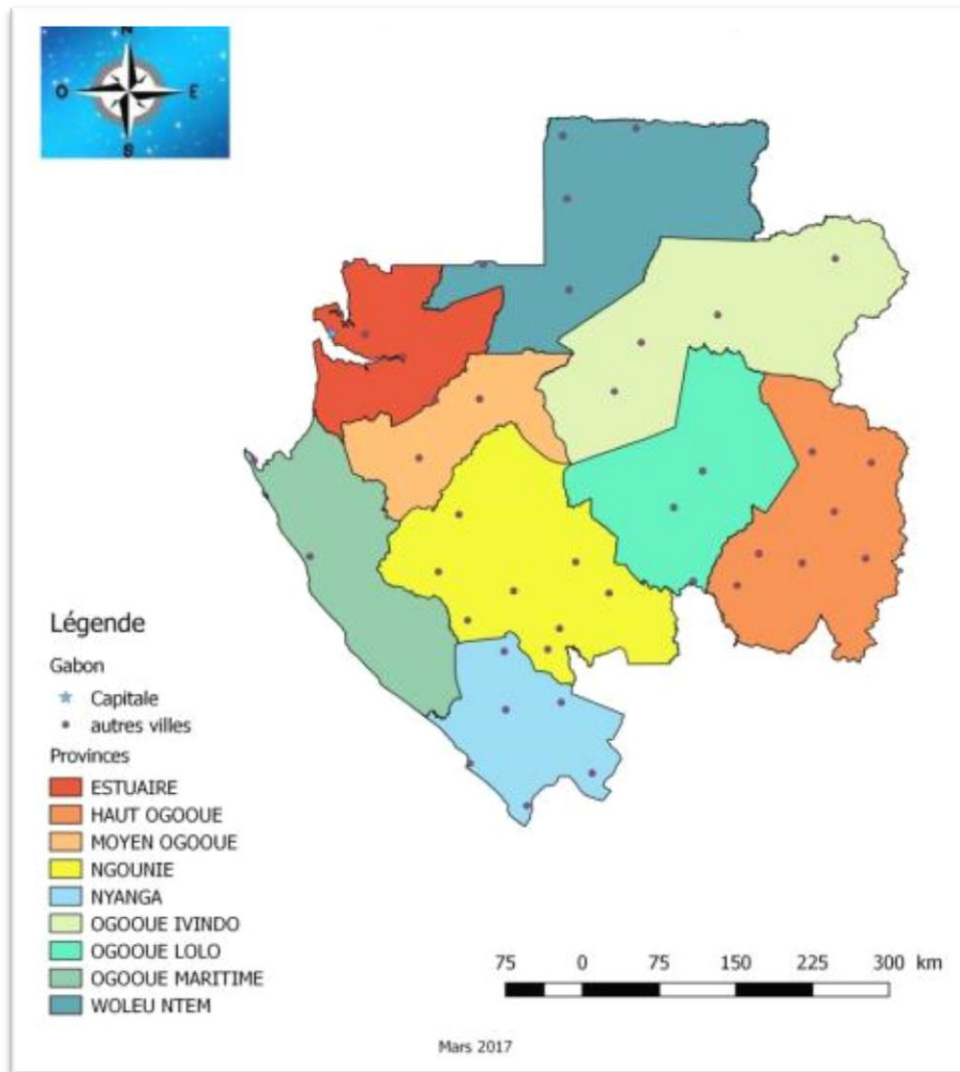 N
O E
S
Légende
Gabon
Capitale
autres villes
Provinces
ESTUAIRE
HAUT OGOOUE
MOYEN OGOOUE
NGOUNIE
NYANGA
OGOOUE IVINDO
OGOOUE LOLO
OGOOUE MARITIME
WOLEU NTEM
75 0 75 150 225 300 km
Mars 2017